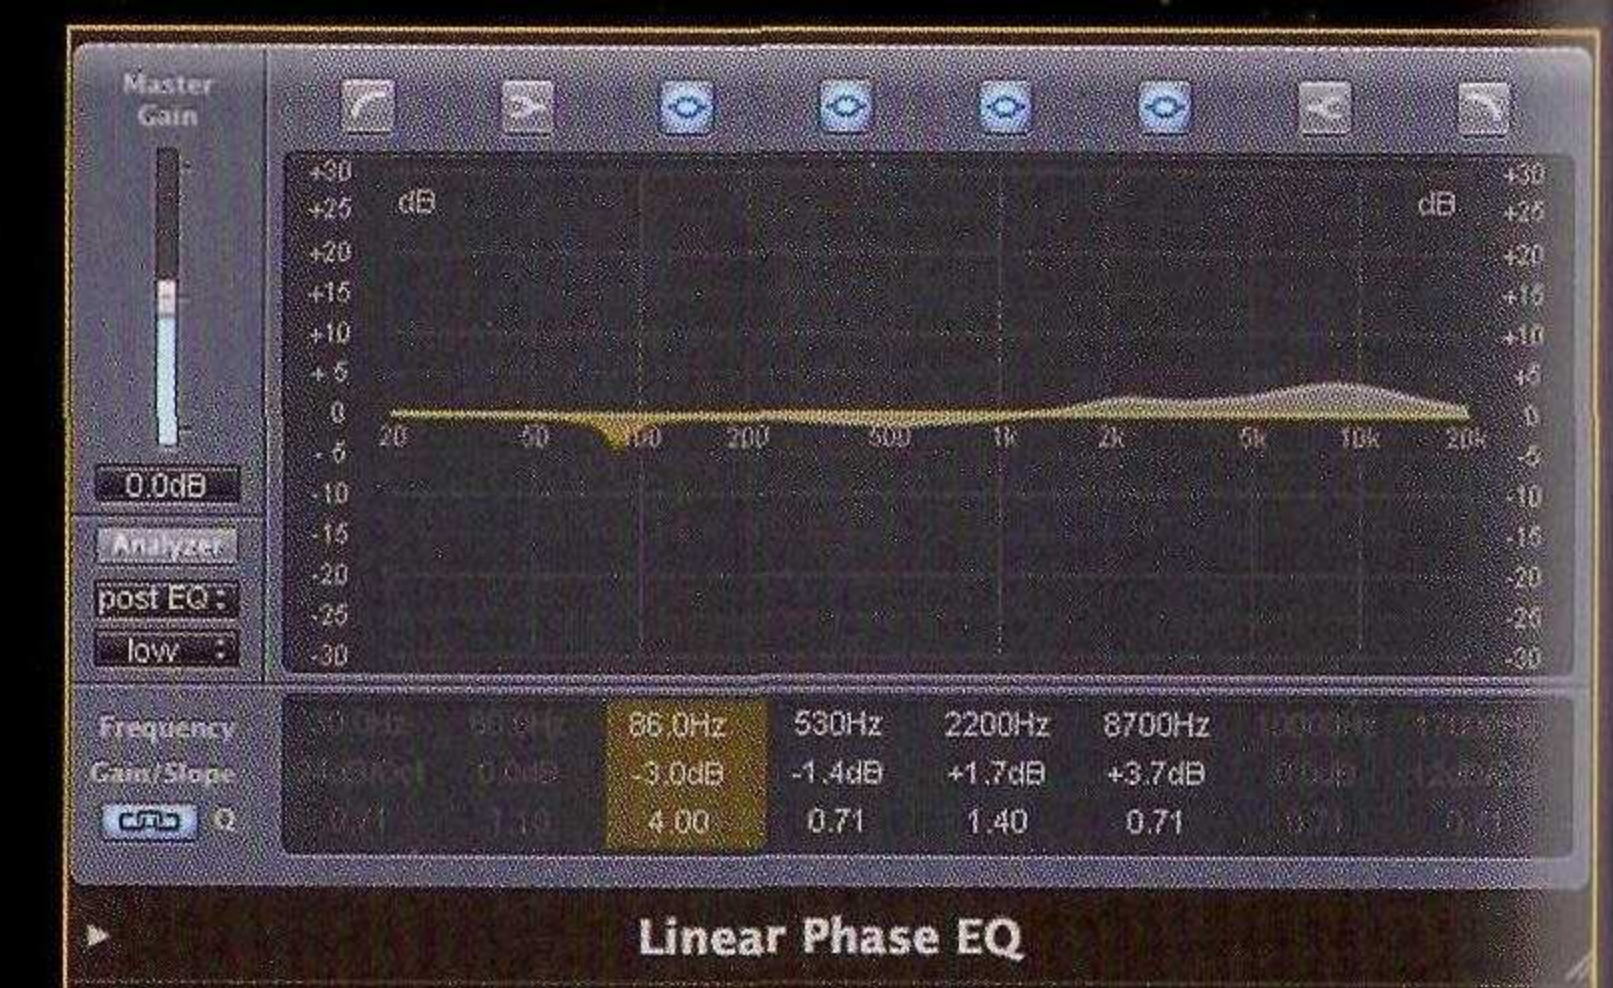 Master
Gain
0.0dB
Analyzer
post EQ
low
dB
dB
+30
+25
+20
+15
+10
+5
0
-5
-10
-15
-20
-25
-30
+30
+25
+20
+15
+10
+5
0
-5
-10
-15
-20
-25
-30
20 50 100 200 500 1k 2k 5k 10k 20k
Frequency 86.0Hz 530Hz 2200Hz 8700Hz
Gain/Slope -3.0dB -1.4dB +1.7dB +3.7dB
Q 4.00 0.71 1.40 0.71
Linear Phase EQ